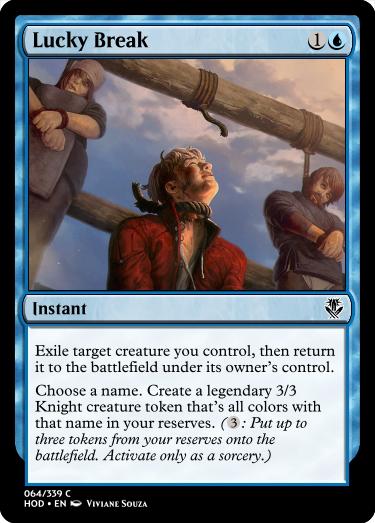 Lucky Break 1
Instant
Exile target creature you control, then return
it to the battlefield under its owner's control.
Choose a name. Create a legendary 3/3
Knight creature token that's all colors with
that name in your reserves. (3: Put up to
three tokens from your reserves onto the
battlefield. Activate only as a sorcery.)
064/339 C
HOD • EN Viviane Souza